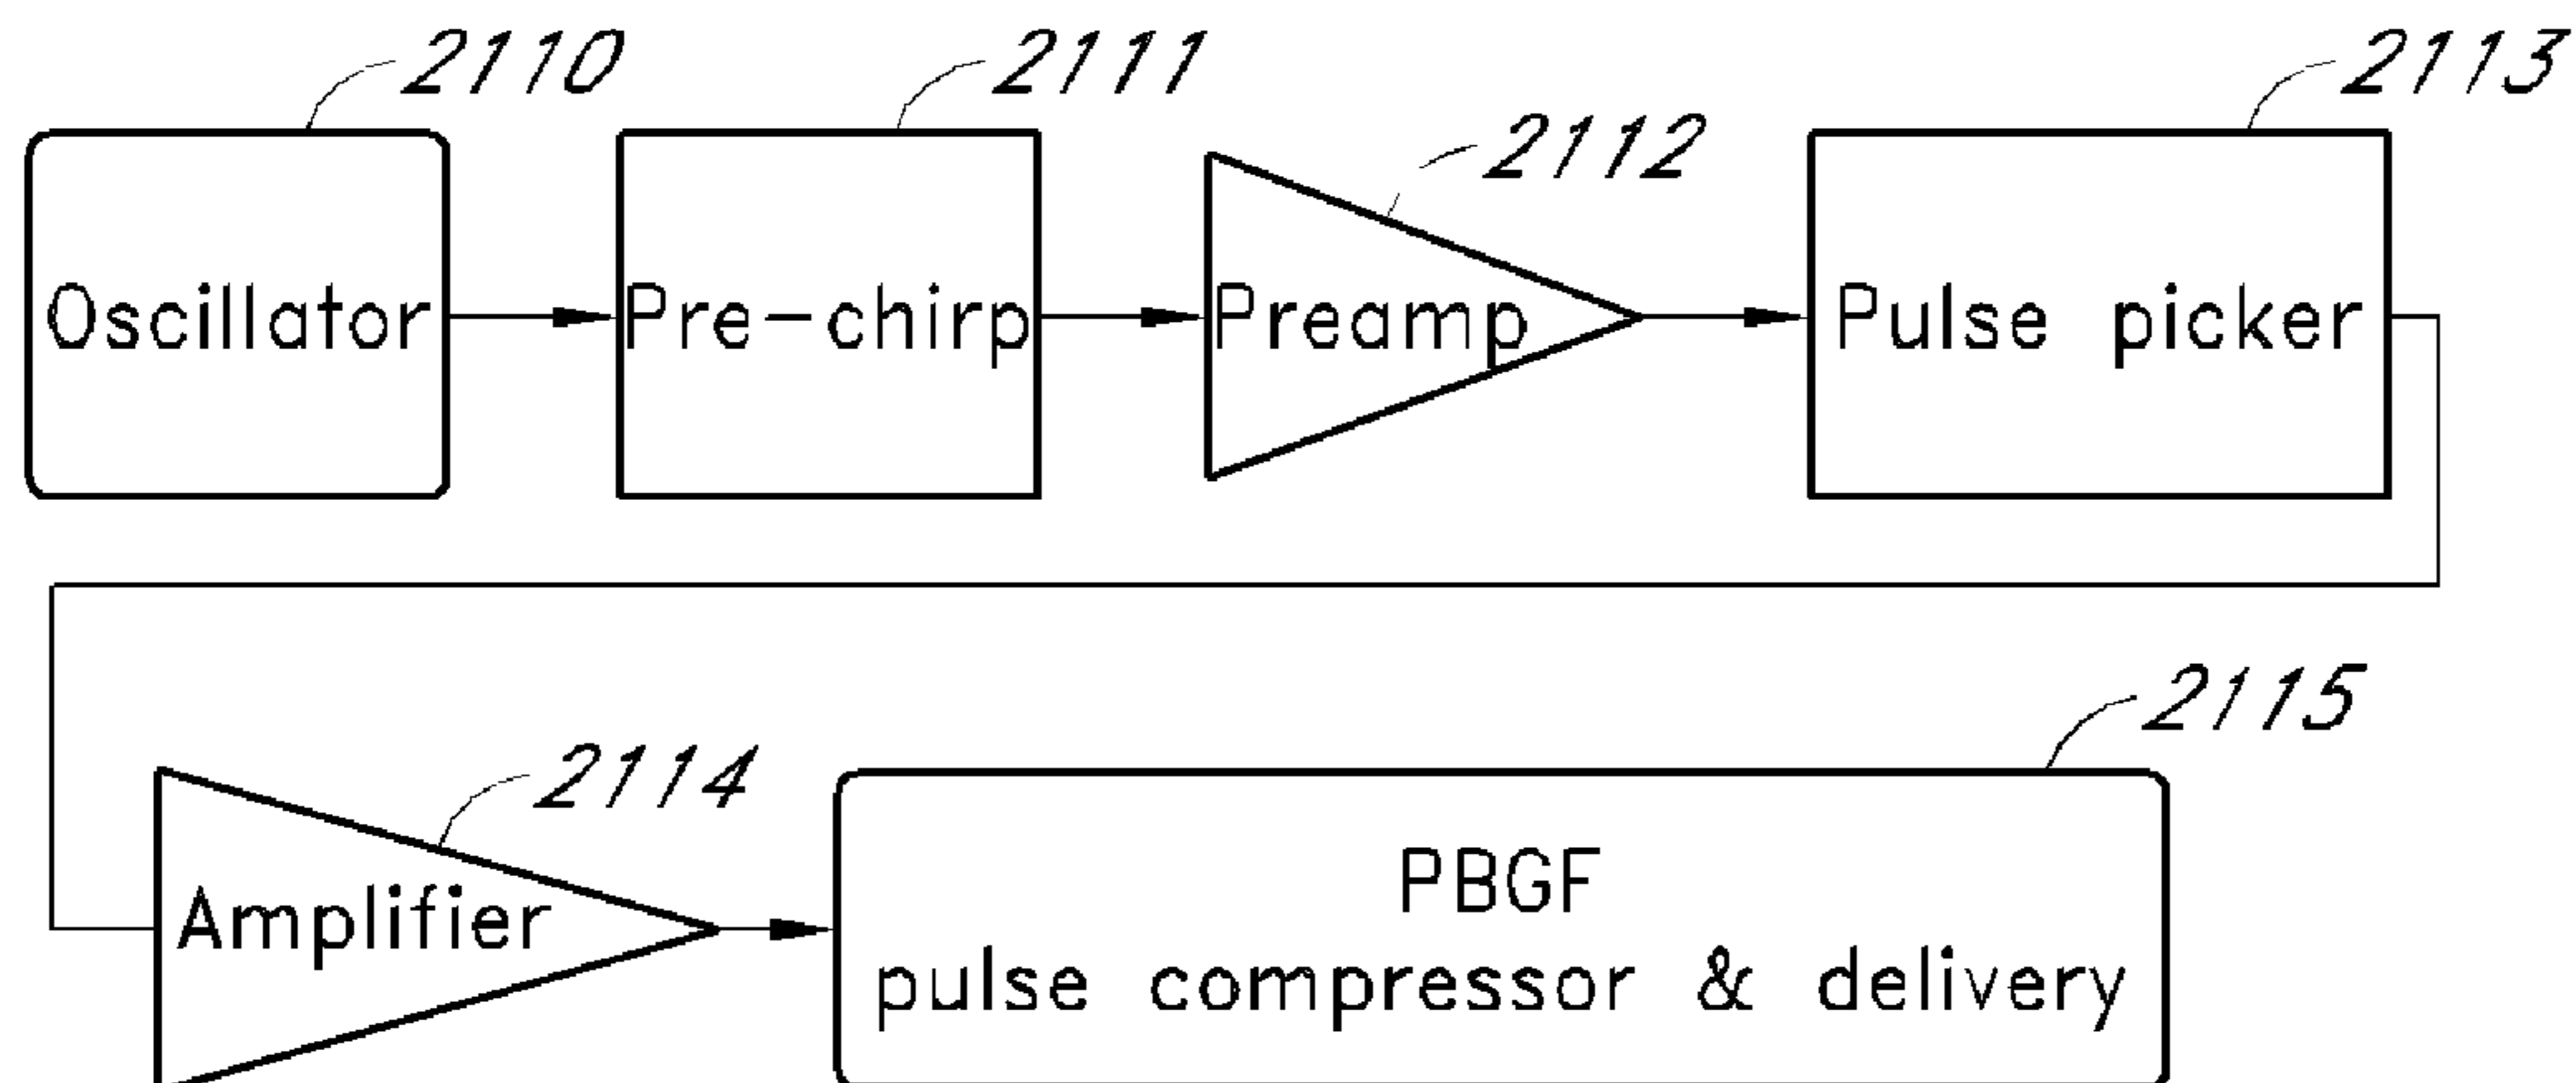 2110
2111
2112
2113
Oscillator
Pre-chirp
Preamp
Pulse picker
2114
2115
Amplifier
PBGF
pulse compressor & delivery